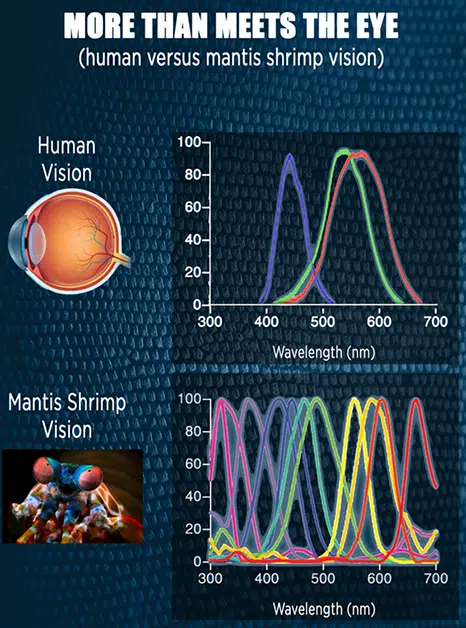 MORE THAN MEETS THE EYE
(human versus mantis shrimp vision)
Human
Vision
100
80
60
40
20
0
300 400 500 600 700
Wavelength (nm)
Mantis Shrimp
Vision
100
80
60
40
20
0
300 400 500 600 700
Wavelength (nm)